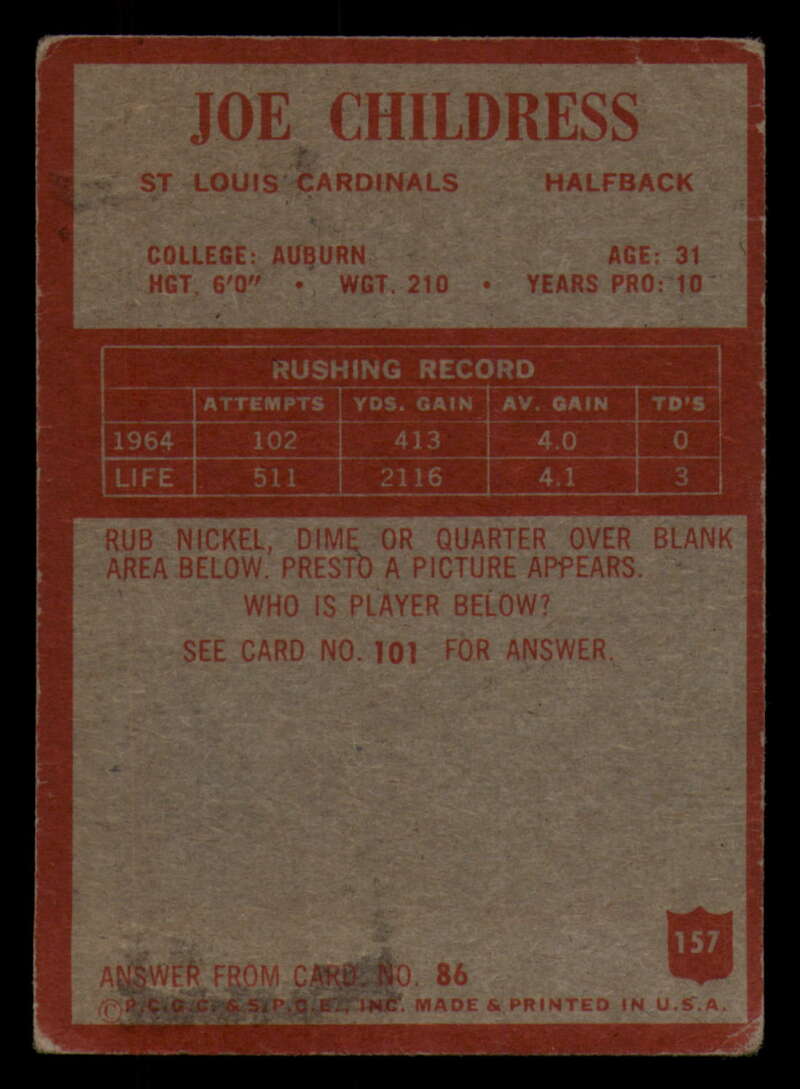 JOE CHILDRESS
ST LOUIS CARDINALS HALFBACK
COLLEGE: AUBURN AGE: 31
HGT. 6'0" • WGT. 210 • YEARS PRO: 10
RUSHING RECORD
ATTEMPTS YDS. GAIN AV. GAIN TD'S
1964 102 413 4.0 0
LIFE 511 2116 4.1 3
RUB NICKEL, DIME OR QUARTER OVER BLANK
AREA BELOW. PRESTO A PICTURE APPEARS.
WHO IS PLAYER BELOW?
SEE CARD NO. 101 FOR ANSWER.
157
ANSWER FROM CARD NO. 86
© P.C.G.C. & S.P.C.E., INC. MADE & PRINTED IN U.S.A.